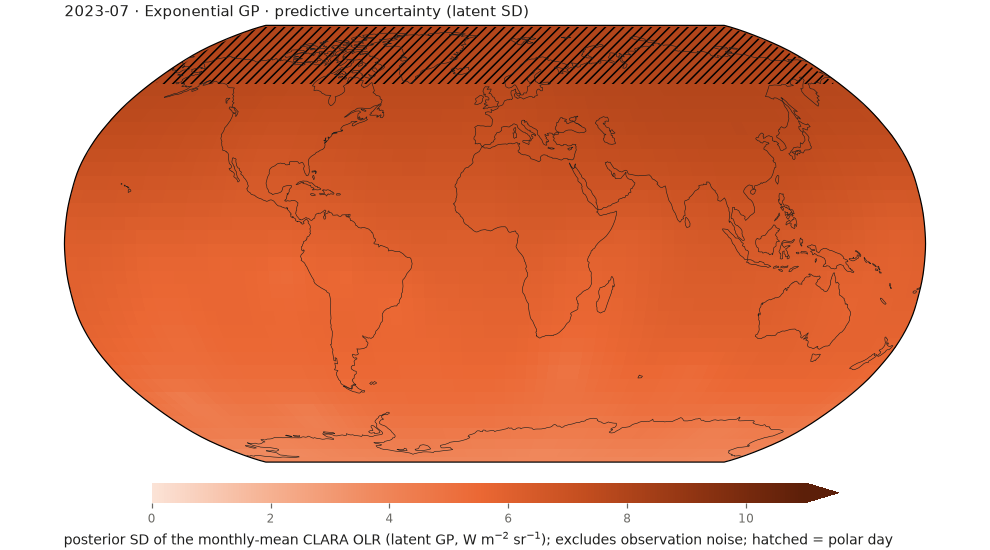 2023-07 · Exponential GP · predictive uncertainty (latent SD)
0 2 4 6 8 10
posterior SD of the monthly-mean CLARA OLR (latent GP, W m⁻² sr⁻¹); excludes observation noise; hatched = polar day